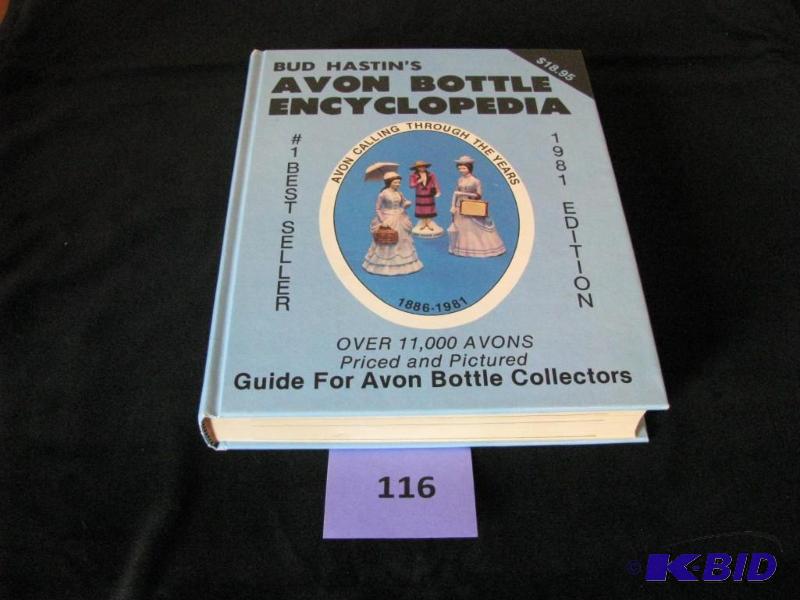 BUD HASTIN'S
AVON BOTTLE
ENCYCLOPEDIA
$18.95
#1 BEST SELLER
AVON CALLING THROUGH THE YEARS
1886-1981
1981 EDITION
OVER 11,000 AVONS
Priced and Pictured
Guide For Avon Bottle Collectors
116
© K-BID